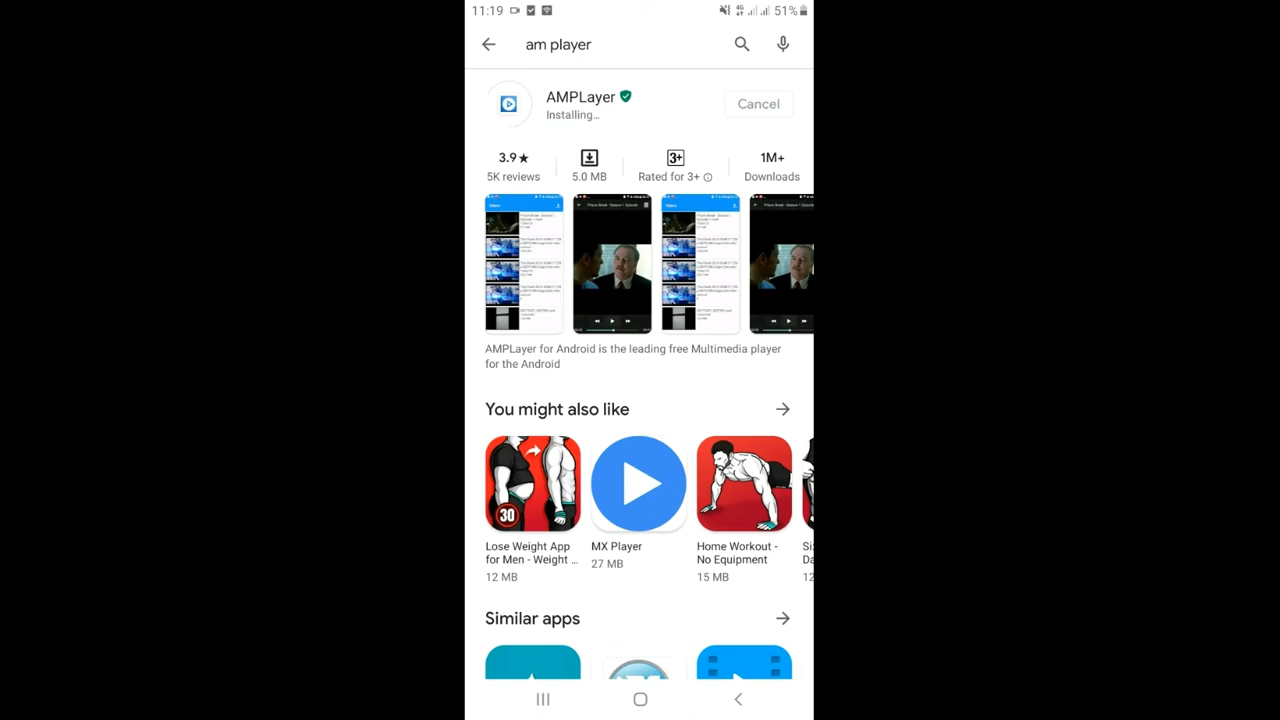 11:19 4G 51%
am player
AMPLayer
Installing...
Cancel
3.9★
5K reviews
5.0 MB
3+
Rated for 3+
1M+
Downloads
Videos
Videos
AMPLayer for Android is the leading free Multimedia player
for the Android
You might also like
30
Lose Weight App
for Men - Weight ...
12 MB
MX Player
27 MB
Home Workout -
No Equipment
15 MB
Similar apps